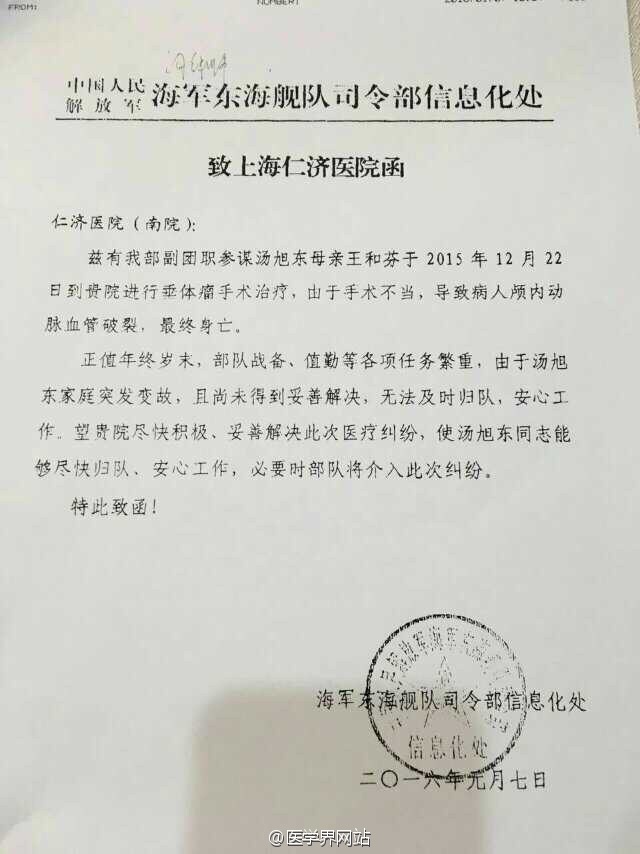 FROM:
NUMBER1
中国人民
解放军 海军东海舰队司令部信息化处
致上海仁济医院函
仁济医院（南院）：
兹有我部副团职参谋汤旭东母亲王和芬于 2015 年 12 月 22
日到贵院进行垂体瘤手术治疗，由于手术不当，导致病人颅内动
脉血管破裂，最终身亡。
正值年终岁末，部队战备、值勤等各项任务繁重，由于汤旭
东家庭突发变故，且尚未得到妥善解决，无法及时归队，安心工
作。望贵院尽快积极、妥善解决此次医疗纠纷，使汤旭东同志能
够尽快归队、安心工作，必要时部队将介入此次纠纷。
特此致函！
海军东海舰队司令部信息化处
信息化处
二〇一六年元月七日
@医学界网站